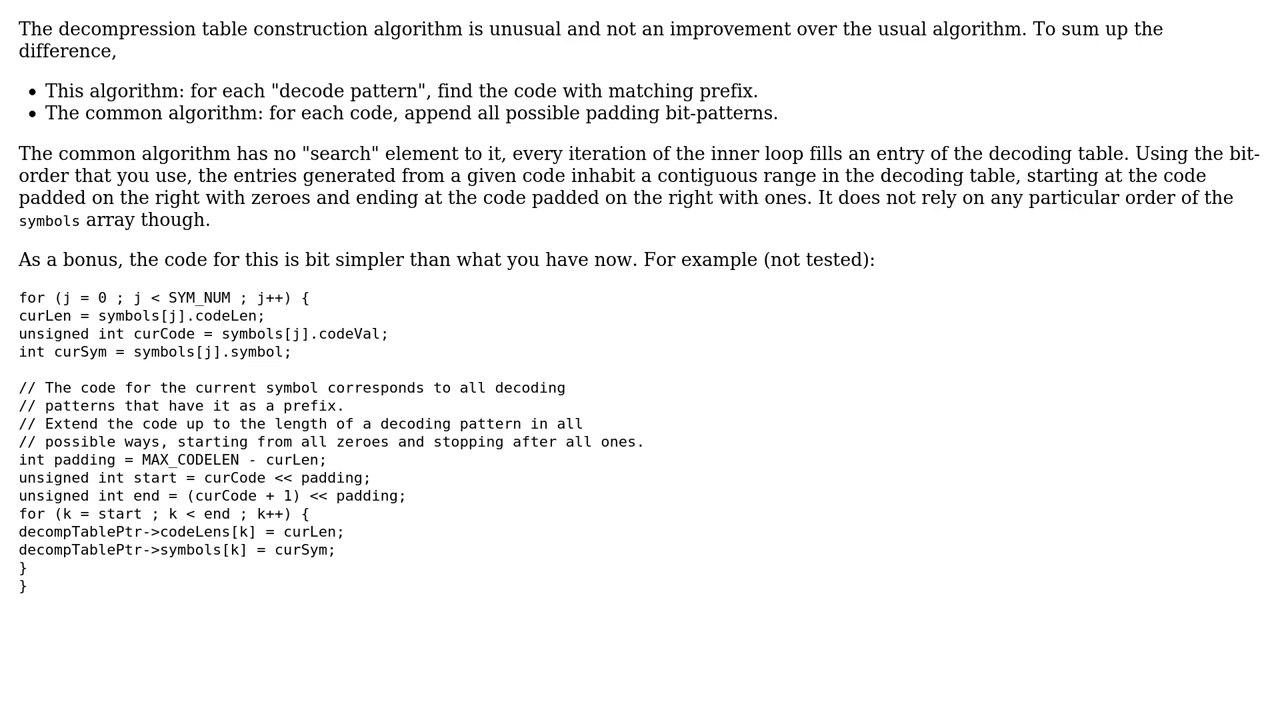 The decompression table construction algorithm is unusual and not an improvement over the usual algorithm. To sum up the
difference,
• This algorithm: for each "decode pattern", find the code with matching prefix.
• The common algorithm: for each code, append all possible padding bit-patterns.
The common algorithm has no "search" element to it, every iteration of the inner loop fills an entry of the decoding table. Using the bit-
order that you use, the entries generated from a given code inhabit a contiguous range in the decoding table, starting at the code
padded on the right with zeroes and ending at the code padded on the right with ones. It does not rely on any particular order of the
symbols array though.
As a bonus, the code for this is bit simpler than what you have now. For example (not tested):
for (j = 0 ; j < SYM_NUM ; j++) {
curLen = symbols[j].codeLen;
unsigned int curCode = symbols[j].codeVal;
int curSym = symbols[j].symbol;
// The code for the current symbol corresponds to all decoding
// patterns that have it as a prefix.
// Extend the code up to the length of a decoding pattern in all
// possible ways, starting from all zeroes and stopping after all ones.
int padding = MAX_CODELEN - curLen;
unsigned int start = curCode << padding;
unsigned int end = (curCode + 1) << padding;
for (k = start ; k < end ; k++) {
decompTablePtr->codeLens[k] = curLen;
decompTablePtr->symbols[k] = curSym;
}
}